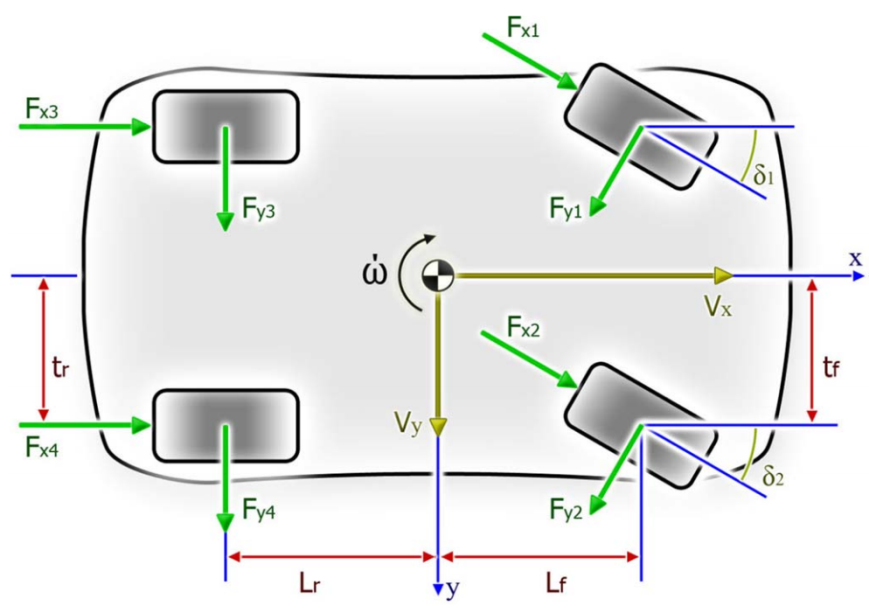 Fx1
Fx3
δ1
Fy3
Fy1
ω̇
x
Vx
Fx2
tr
tf
Vy
Fx4
δ2
Fy4
Fy2
Lr
Lf
y